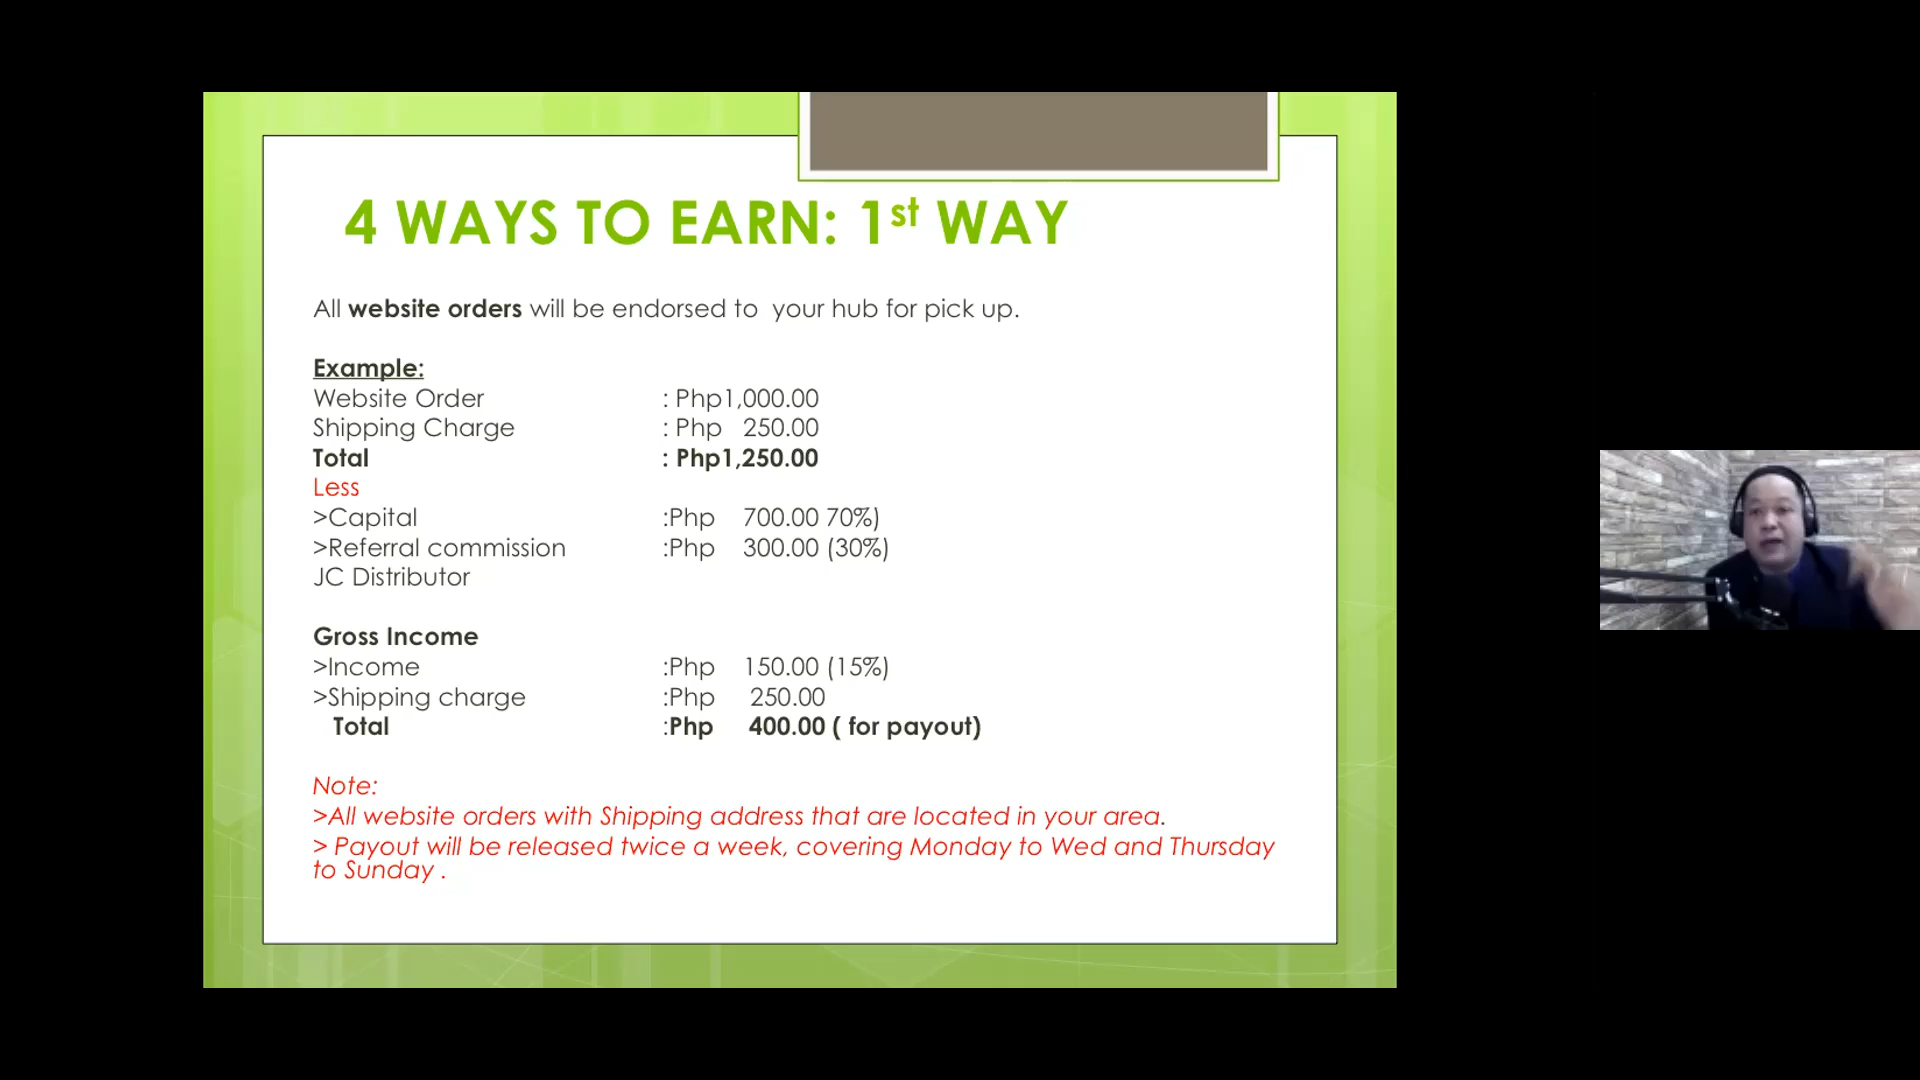 4 WAYS TO EARN: 1st WAY
All website orders will be endorsed to your hub for pick up.
Example:
Website Order : Php1,000.00
Shipping Charge : Php 250.00
Total : Php1,250.00
Less
>Capital :Php 700.00 70%)
>Referral commission :Php 300.00 (30%)
JC Distributor
Gross Income
>Income :Php 150.00 (15%)
>Shipping charge :Php 250.00
Total :Php 400.00 ( for payout)
Note:
>All website orders with Shipping address that are located in your area.
> Payout will be released twice a week, covering Monday to Wed and Thursday
to Sunday .